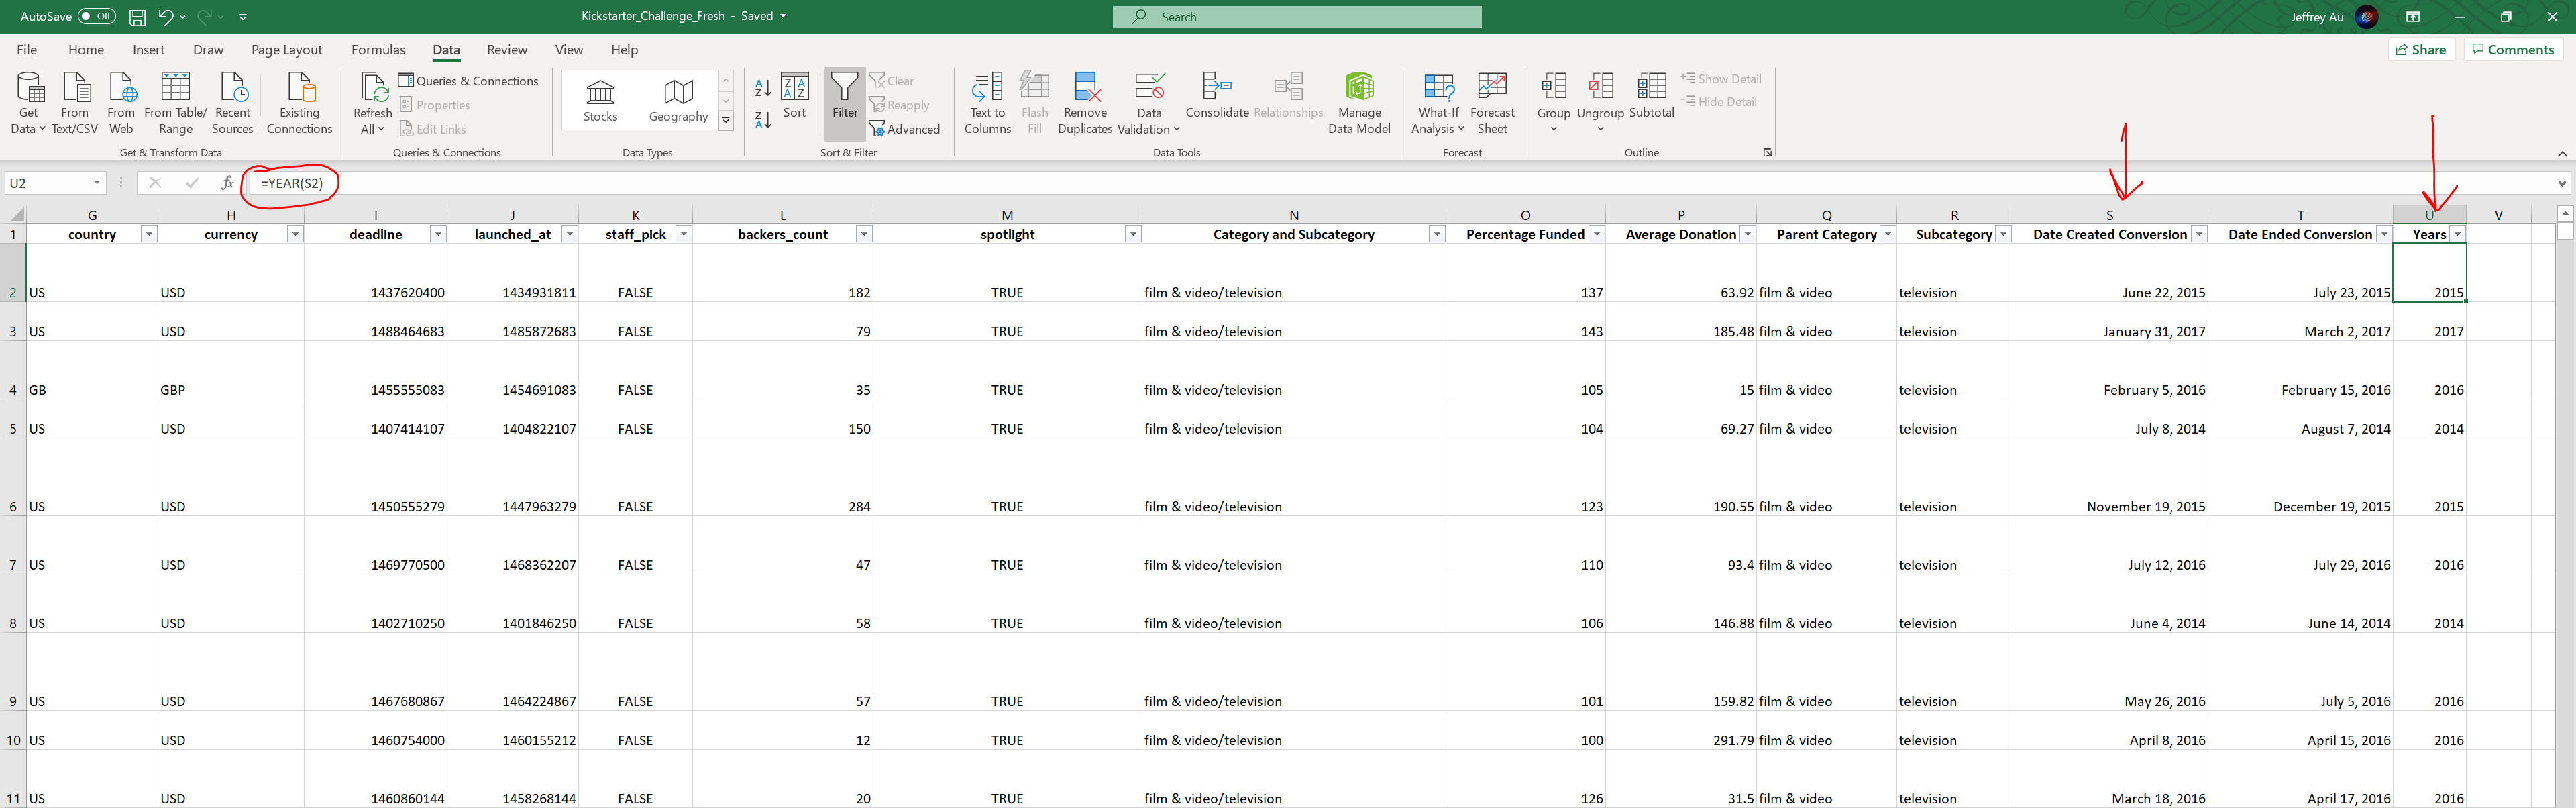 AutoSave Off Kickstarter_Challenge_Fresh - Saved Search Jeffrey Au
File Home Insert Draw Page Layout Formulas Data Review View Help Share Comments
Get Data From Text/CSV From Web From Table/ Range Recent Sources Existing Connections
Get & Transform Data
Refresh All Queries & Connections Properties Edit Links
Queries & Connections
Stocks Geography
Data Types
Sort Filter Clear Reapply Advanced
Sort & Filter
Text to Columns Flash Fill Remove Duplicates Data Validation Consolidate Relationships Manage Data Model
Data Tools
What-If Analysis Forecast Sheet
Forecast
Group Ungroup Subtotal Show Detail Hide Detail
Outline
U2 fx =YEAR(S2)
G H I J K L M N O P Q R S T U V
1 country currency deadline launched_at staff_pick backers_count spotlight Category and Subcategory Percentage Funded Average Donation Parent Category Subcategory Date Created Conversion Date Ended Conversion Years
2 US USD 1437620400 1434931811 FALSE 182 TRUE film & video/television 137 63.92 film & video television June 22, 2015 July 23, 2015 2015
3 US USD 1488464683 1485872683 FALSE 79 TRUE film & video/television 143 185.48 film & video television January 31, 2017 March 2, 2017 2017
4 GB GBP 1455555083 1454691083 FALSE 35 TRUE film & video/television 105 15 film & video television February 5, 2016 February 15, 2016 2016
5 US USD 1407414107 1404822107 FALSE 150 TRUE film & video/television 104 69.27 film & video television July 8, 2014 August 7, 2014 2014
6 US USD 1450555279 1447963279 FALSE 284 TRUE film & video/television 123 190.55 film & video television November 19, 2015 December 19, 2015 2015
7 US USD 1469770500 1468362207 FALSE 47 TRUE film & video/television 110 93.4 film & video television July 12, 2016 July 29, 2016 2016
8 US USD 1402710250 1401846250 FALSE 58 TRUE film & video/television 106 146.88 film & video television June 4, 2014 June 14, 2014 2014
9 US USD 1467680867 1464224867 FALSE 57 TRUE film & video/television 101 159.82 film & video television May 26, 2016 July 5, 2016 2016
10 US USD 1460754000 1460155212 FALSE 12 TRUE film & video/television 100 291.79 film & video television April 8, 2016 April 15, 2016 2016
11 US USD 1460860144 1458268144 FALSE 20 TRUE film & video/television 126 31.5 film & video television March 18, 2016 April 17, 2016 2016